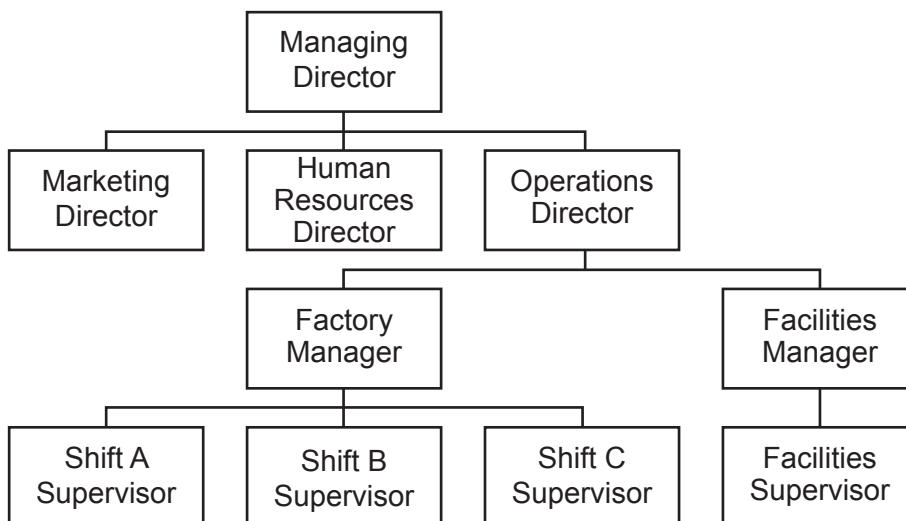 Managing
Director
Marketing
Director
Human
Resources
Director
Operations
Director
Factory
Manager
Facilities
Manager
Shift A
Supervisor
Shift B
Supervisor
Shift C
Supervisor
Facilities
Supervisor